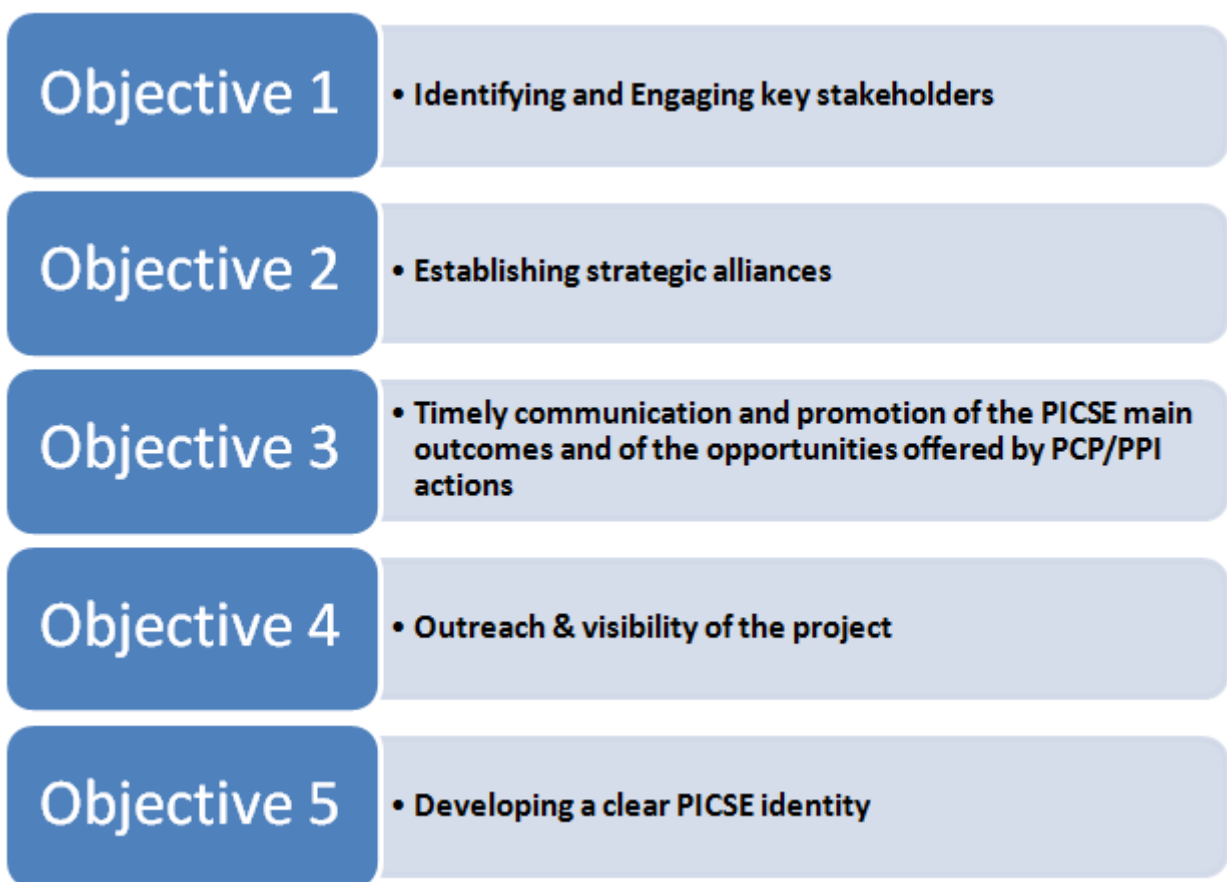 Objective 1
• Identifying and Engaging key stakeholders
Objective 2
• Establishing strategic alliances
Objective 3
• Timely communication and promotion of the PICSE main
outcomes and of the opportunities offered by PCP/PPI
actions
Objective 4
• Outreach & visibility of the project
Objective 5
• Developing a clear PICSE identity